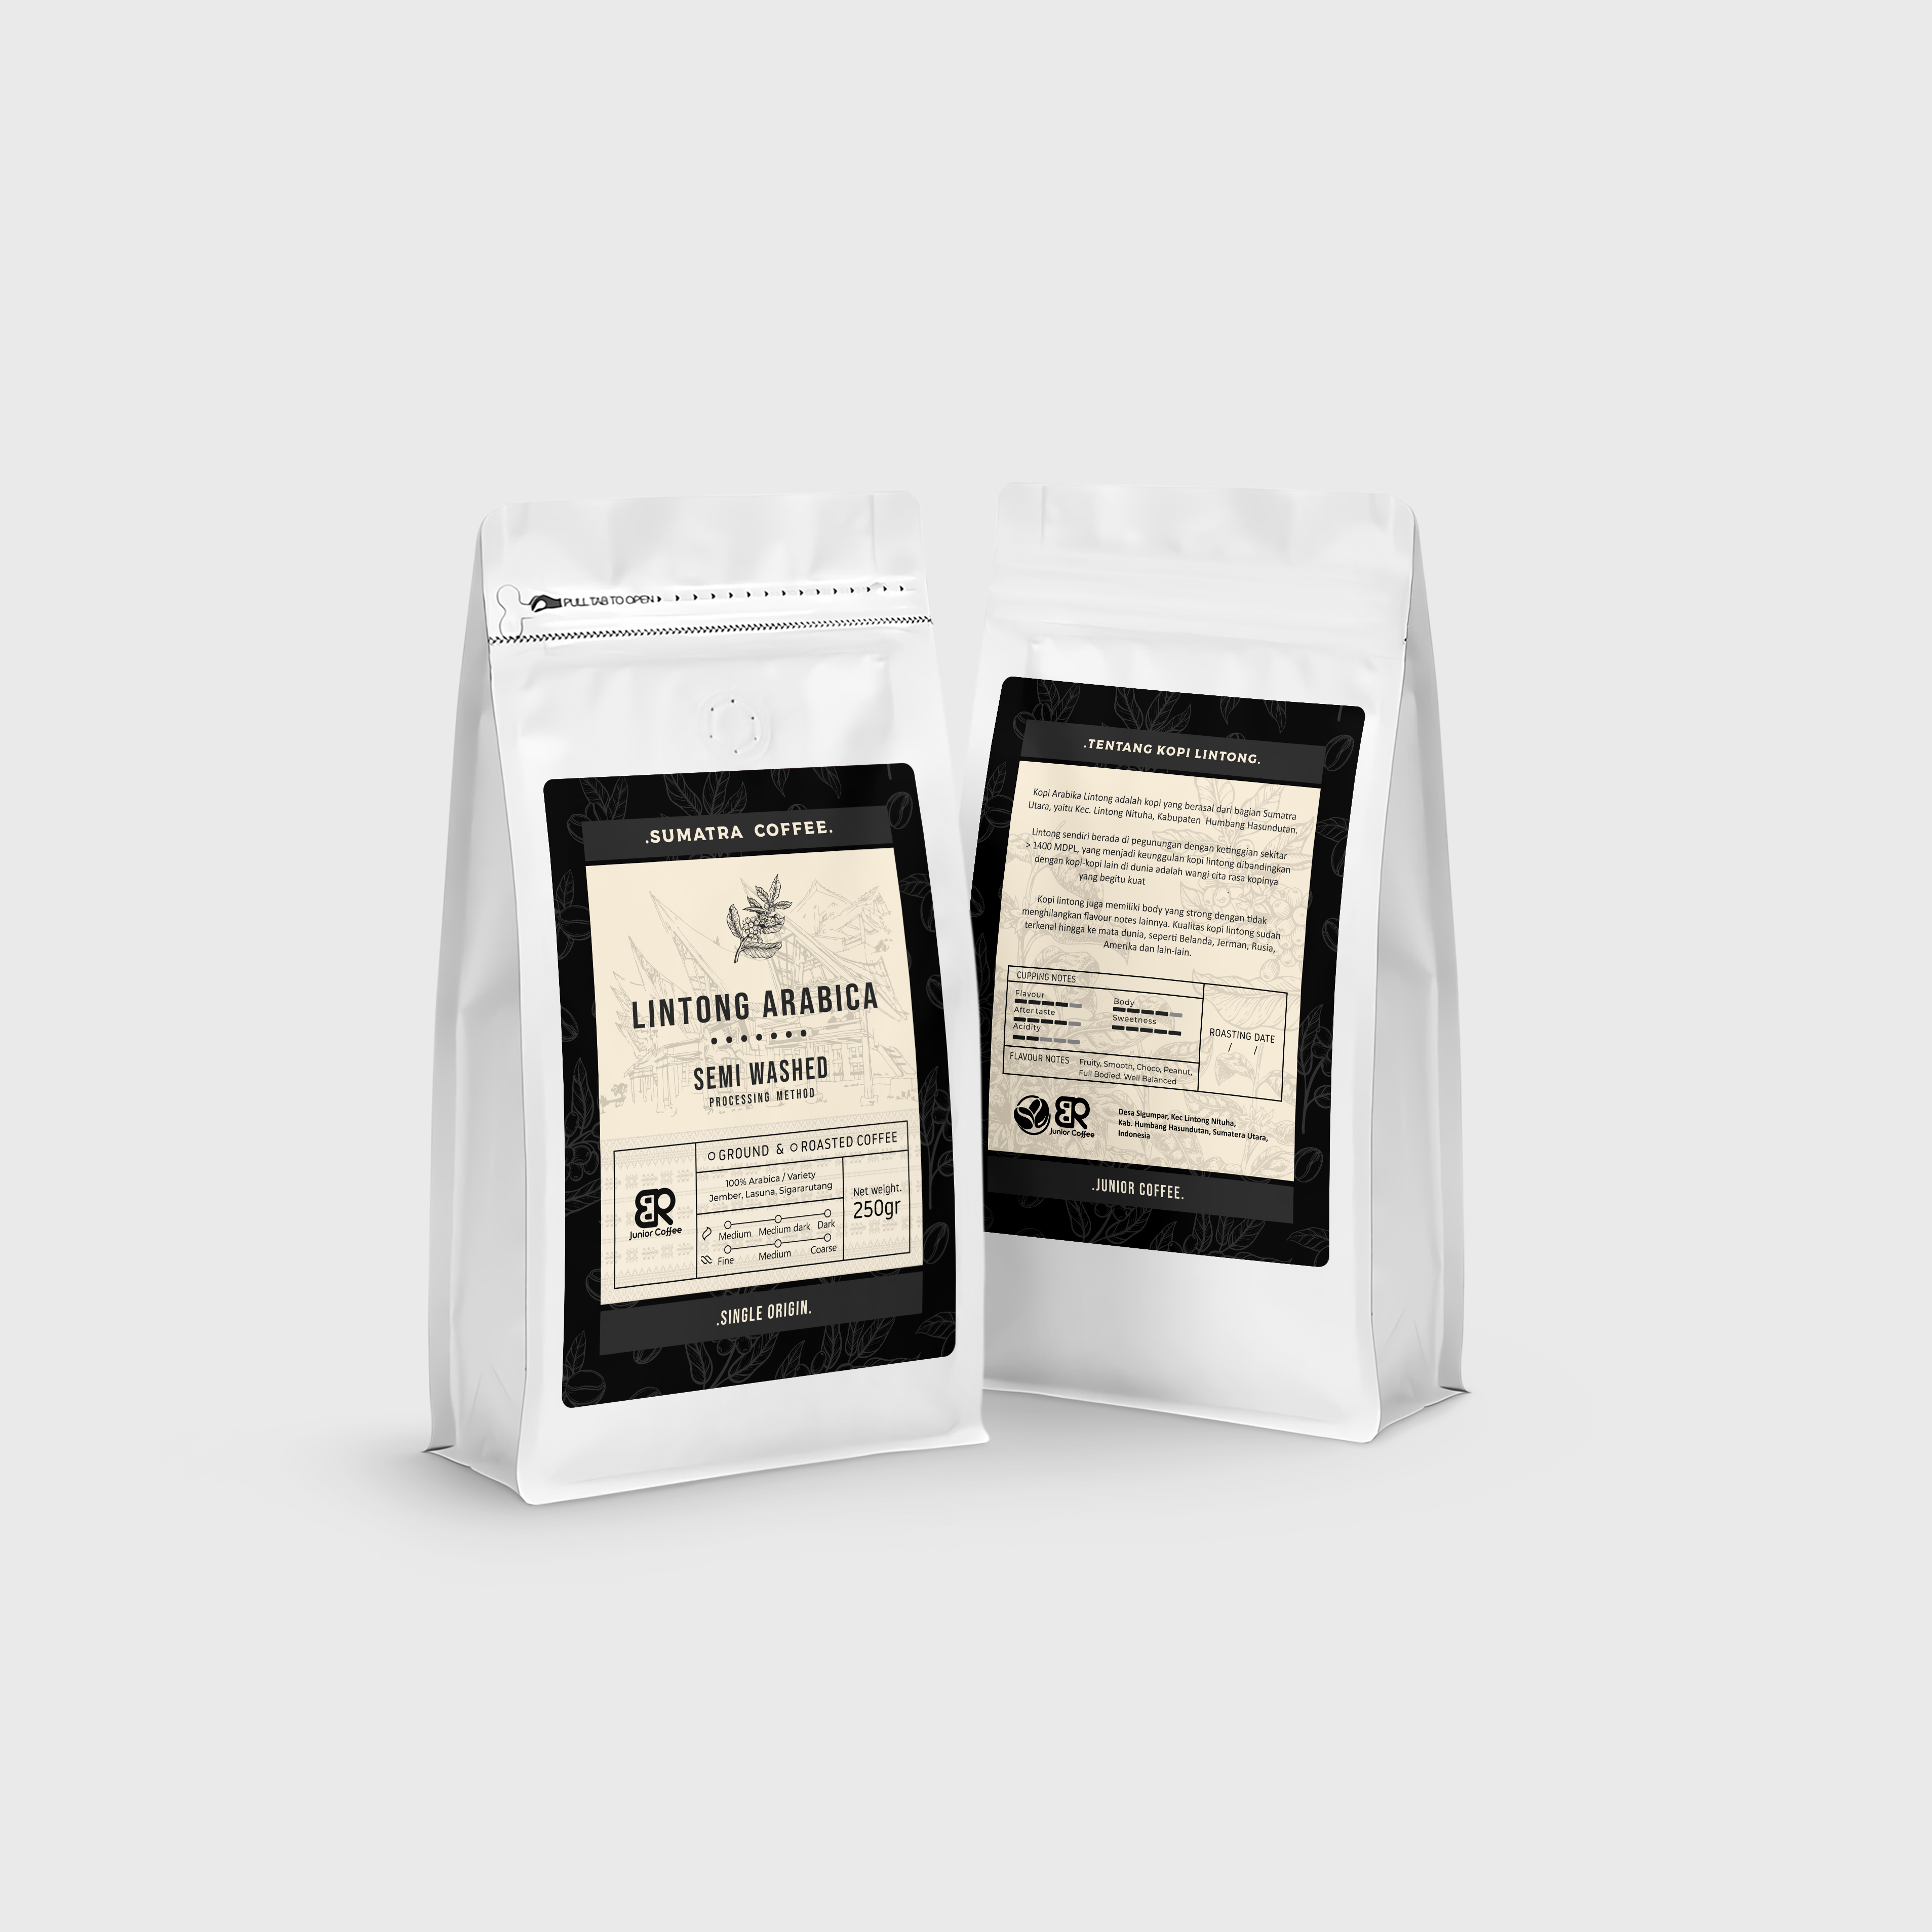 PULL TAB TO OPEN
.SUMATRA COFFEE.
LINTONG ARABICA
SEMI WASHED
PROCESSING METHOD
GROUND & ROASTED COFFEE
BR
Junior Coffee
100% Arabica / Variety
Jember, Lasuna, Sigararutang
Medium Medium dark Dark
Fine Medium Coarse
Net weight.
250gr
.SINGLE ORIGIN.
.TENTANG KOPI LINTONG.
Kopi Arabika Lintong adalah kopi yang berasal dari bagian Sumatra
Utara, yaitu Kec. Lintong Nituha, Kabupaten Humbang Hasundutan.
Lintong sendiri berada di pegunungan dengan ketinggian sekitar
> 1400 MDPL, yang menjadi keunggulan kopi lintong dibandingkan
dengan kopi-kopi lain di dunia adalah wangi cita rasa kopinya
yang begitu kuat .
Kopi lintong juga memiliki body yang strong dengan tidak
menghilangkan flavour notes lainnya. Kualitas kopi lintong sudah
terkenal hingga ke mata dunia, seperti Belanda, Jerman, Rusia,
Amerika dan lain-lain.
CUPPING NOTES
Flavour
After taste
Acidity
Body
Sweetness
ROASTING DATE
/ /
FLAVOUR NOTES Fruity, Smooth, Choco, Peanut,
Full Bodied, Well Balanced
BR
Junior Coffee
Desa Sigumpar, Kec Lintong Nituha,
Kab. Humbang Hasundutan, Sumatera Utara,
Indonesia
.JUNIOR COFFEE.